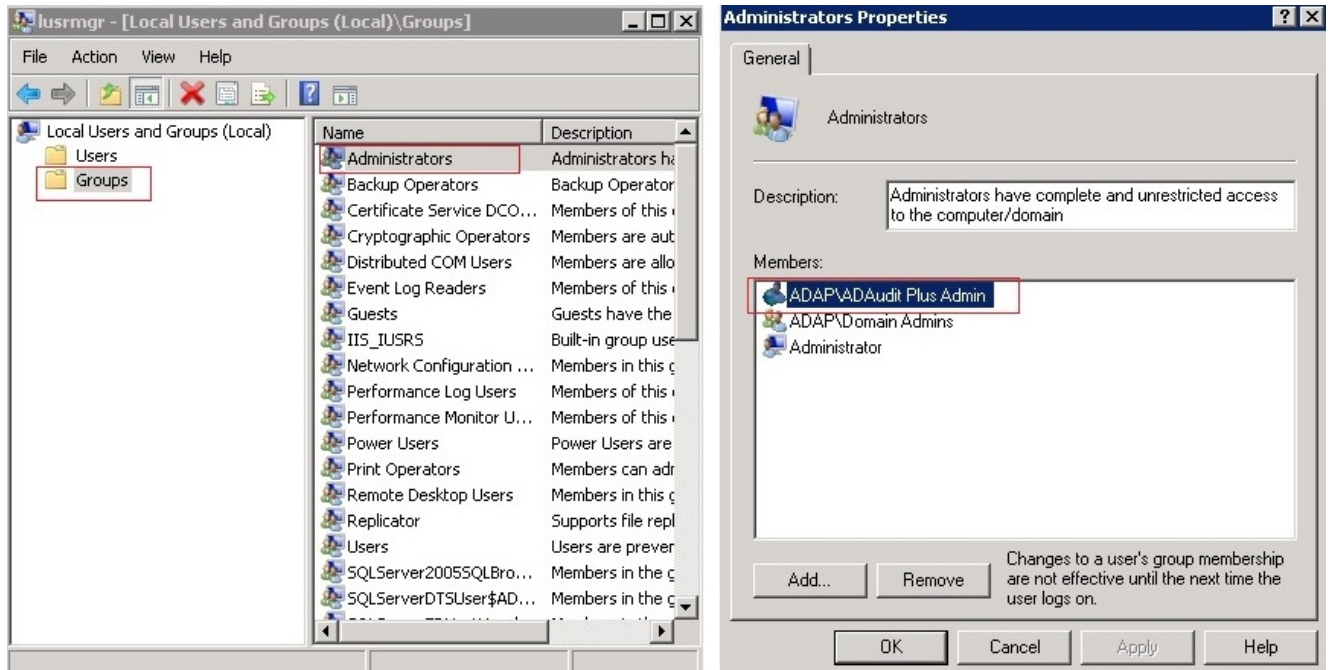 lusrmgr - [Local Users and Groups (Local)\Groups]
File Action View Help
Local Users and Groups (Local)
Users
Groups
Name Description
Administrators Administrators ha
Backup Operators Backup Operator
Certificate Service DCO... Members of this
Cryptographic Operators Members are aut
Distributed COM Users Members are allo
Event Log Readers Members of this
Guests Guests have the
IIS_IUSRS Built-in group use
Network Configuration ... Members in this g
Performance Log Users Members of this
Performance Monitor U... Members of this
Power Users Power Users are
Print Operators Members can adr
Remote Desktop Users Members in this g
Replicator Supports file repl
Users Users are prever
SQLServer2005SQLBro... Members in the g
SQLServerDTSUser$AD... Members in the g
Administrators Properties
General
Administrators
Description: Administrators have complete and unrestricted access
to the computer/domain
Members:
ADAP\ADAudit Plus Admin
ADAP\Domain Admins
Administrator
Add... Remove
Changes to a user's group membership
are not effective until the next time the
user logs on.
OK Cancel Apply Help